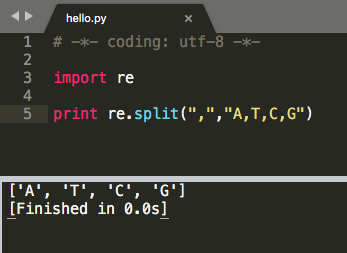 hello.py ×
1 # -*- coding: utf-8 -*-
2
3 import re
4
5 print re.split(",","A,T,C,G")
['A', 'T', 'C', 'G']
[Finished in 0.0s]